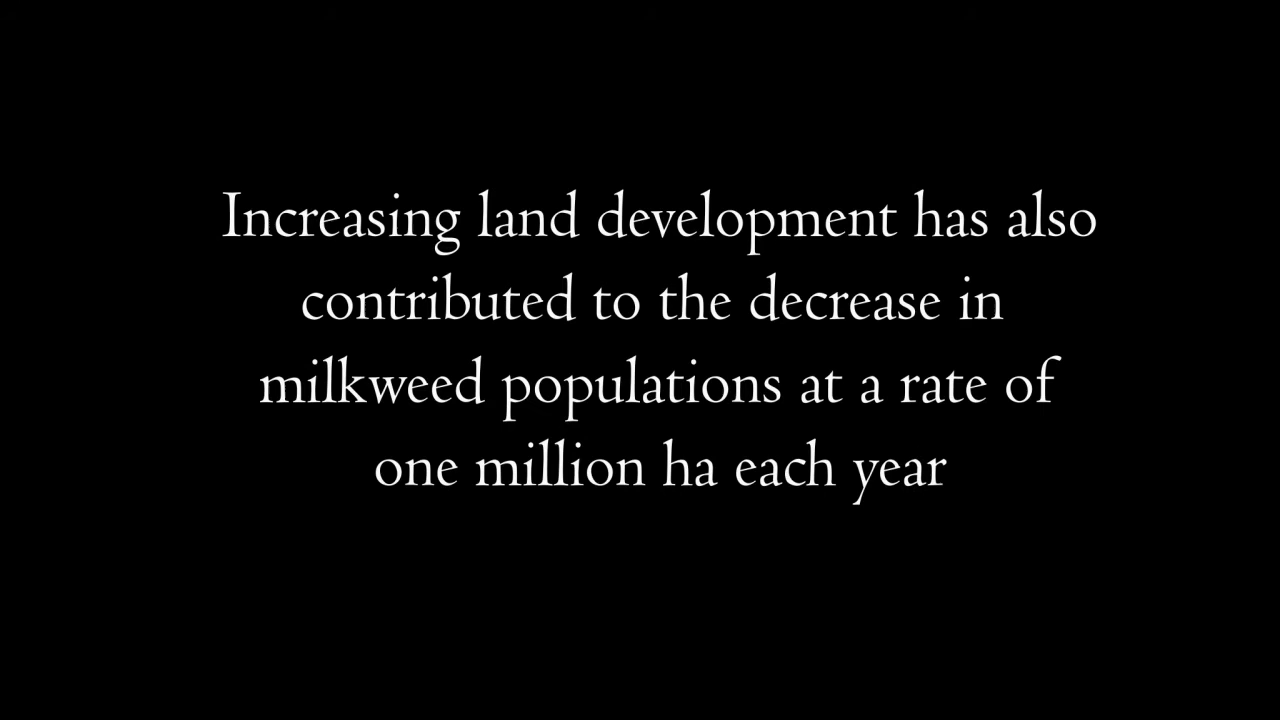 Increasing land development has also
contributed to the decrease in
milkweed populations at a rate of
one million ha each year